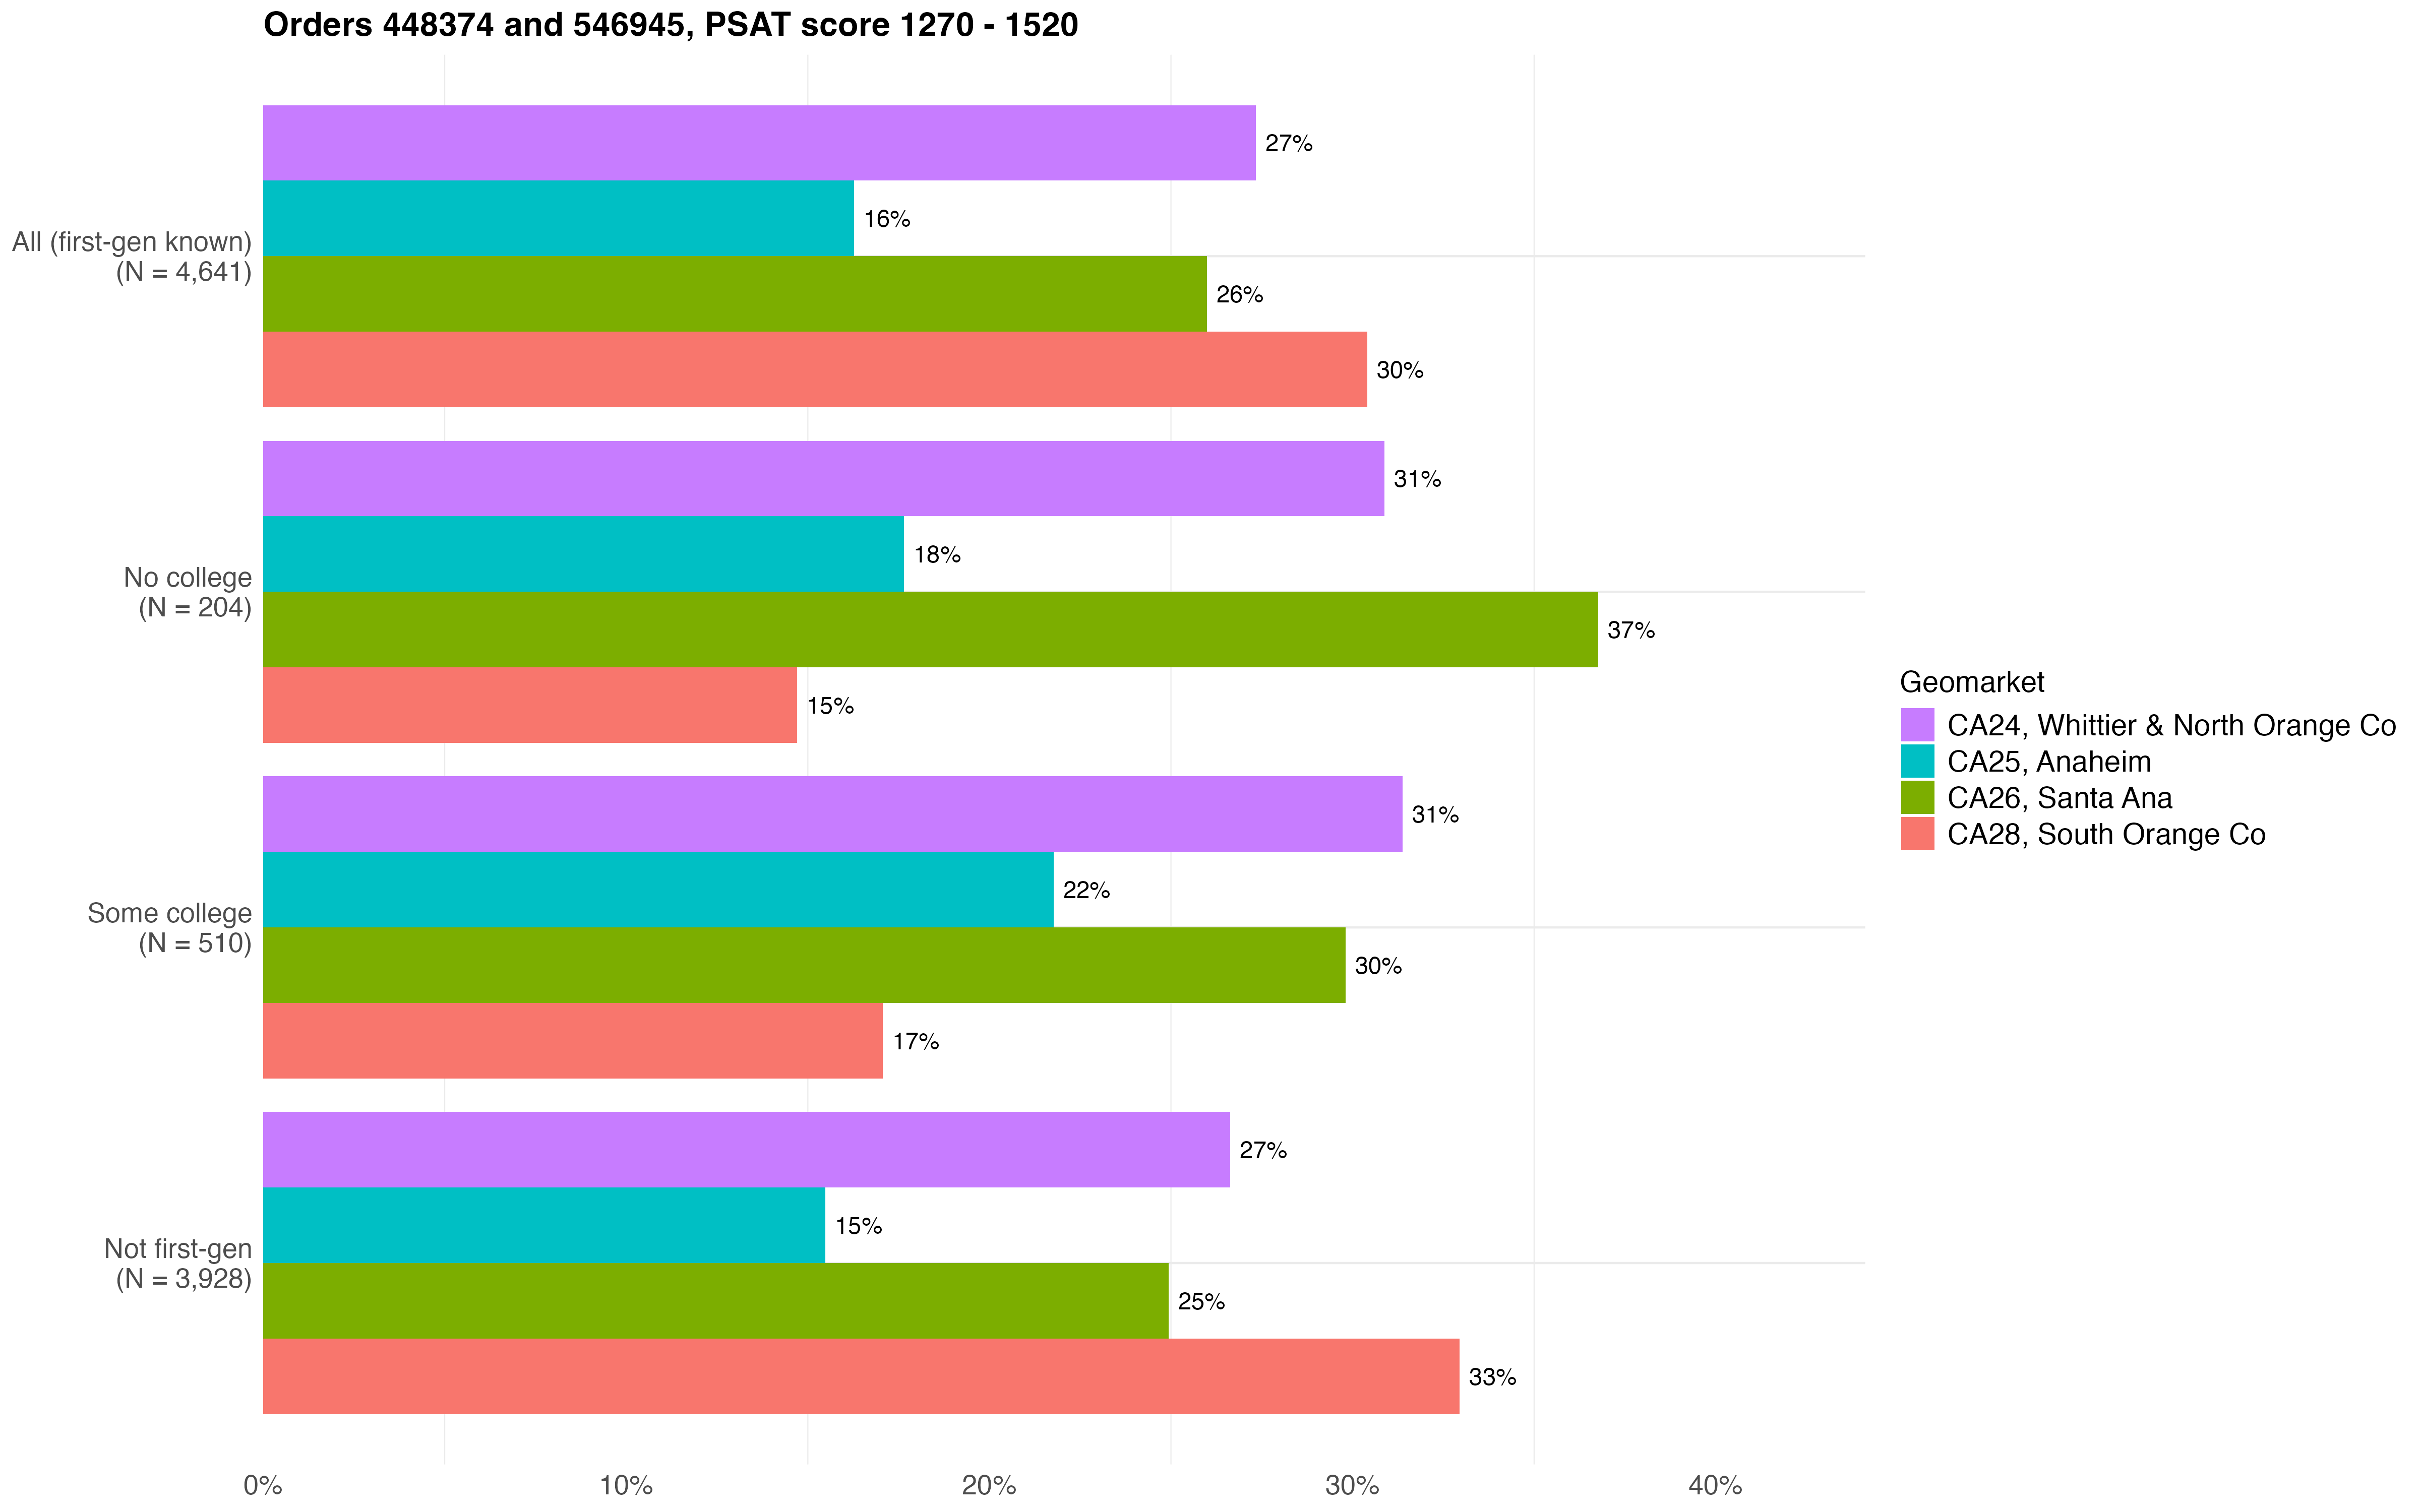 Orders 448374 and 546945, PSAT score 1270 - 1520
All (first-gen known)
(N = 4,641)
27%
16%
26%
30%
No college
(N = 204)
31%
18%
37%
15%
Some college
(N = 510)
31%
22%
30%
17%
Not first-gen
(N = 3,928)
27%
15%
25%
33%
0%
10%
20%
30%
40%
Geomarket
CA24, Whittier & North Orange Co
CA25, Anaheim
CA26, Santa Ana
CA28, South Orange Co